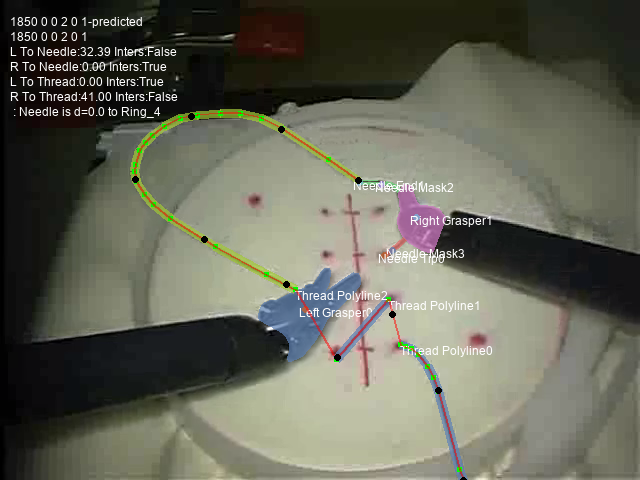 1850 0 0 2 0 1-predicted
1850 0 0 2 0 1
L To Needle:32.39 Inters:False
R To Needle:0.00 Inters:True
L To Thread:0.00 Inters:True
R To Thread:41.00 Inters:False
: Needle is d=0.0 to Ring_4
Needle End1
Needle Mask2
Right Grasper1
Needle Mask3
Needle Tip0
Thread Polyline2
Thread Polyline1
Left Grasper0
Thread Polyline0